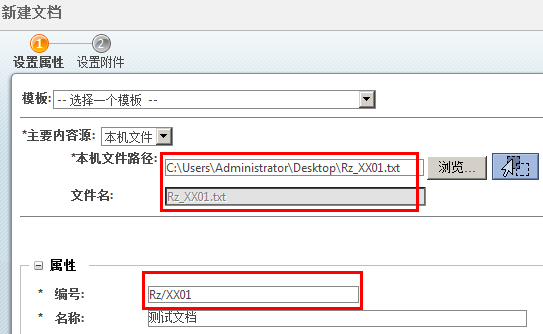 新建文档
1 2
设置属性 设置附件
模板: -- 选择一个模板 --
*主要内容源: 本机文件
*本机文件路径: C:\Users\Administrator\Desktop\Rz_XX01.txt 浏览...
文件名: Rz_XX01.txt
属性
* 编号: Rz/XX01
* 名称: 测试文档